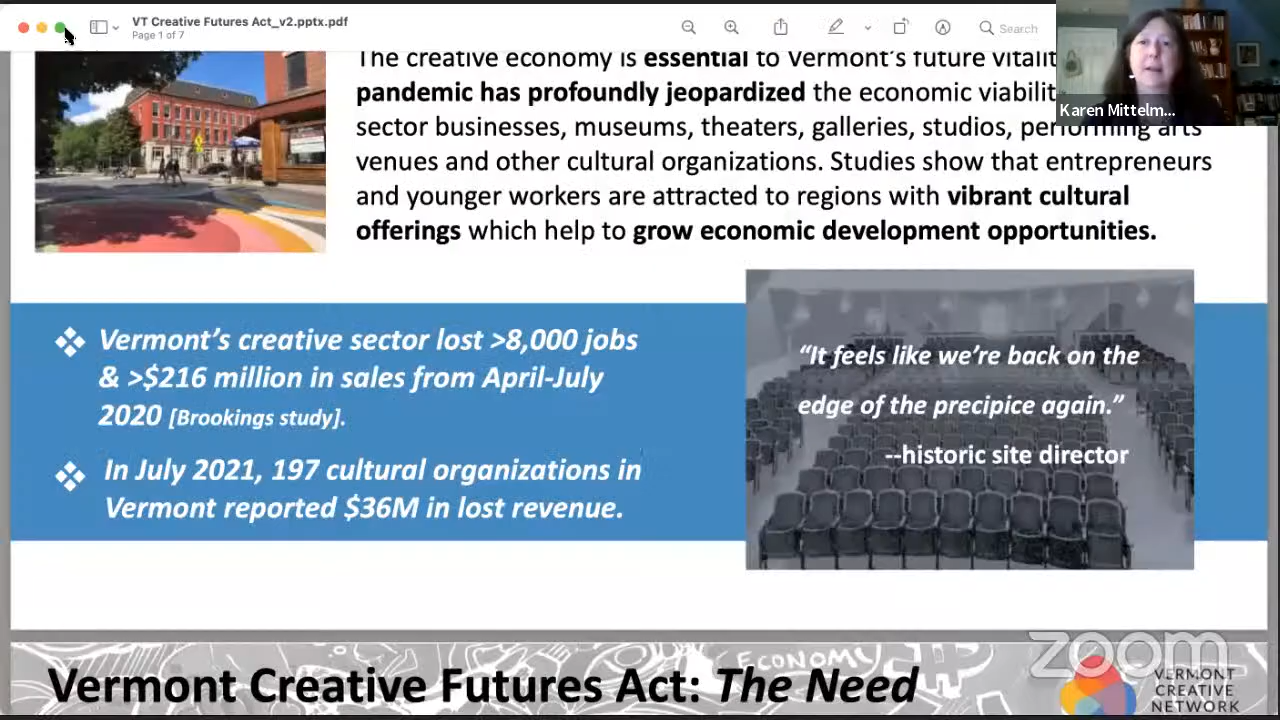 VT Creative Futures Act_v2.pptx.pdf
Page 1 of 7
Search
Karen Mittelm...
The creative economy is essential to Vermont's future
pandemic has profoundly jeopardized the economic
sector businesses, museums, theaters, galleries, studios, performing arts
venues and other cultural organizations. Studies show that entrepreneurs
and younger workers are attracted to regions with vibrant cultural
offerings which help to grow economic development opportunities.
❖ Vermont's creative sector lost >8,000 jobs
& >$216 million in sales from April-July
2020 [Brookings study].
❖ In July 2021, 197 cultural organizations in
Vermont reported $36M in lost revenue.
“It feels like we’re back on the
edge of the precipice again.”
--historic site director
ECONOMY
zoom
Vermont Creative Futures Act: The Need
VERMONT
CREATIVE
NETWORK